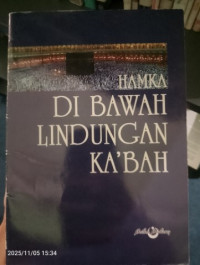 HAMKA
DI BAWAH
LINDUNGAN
KA'BAH
2025/11/05 15:34